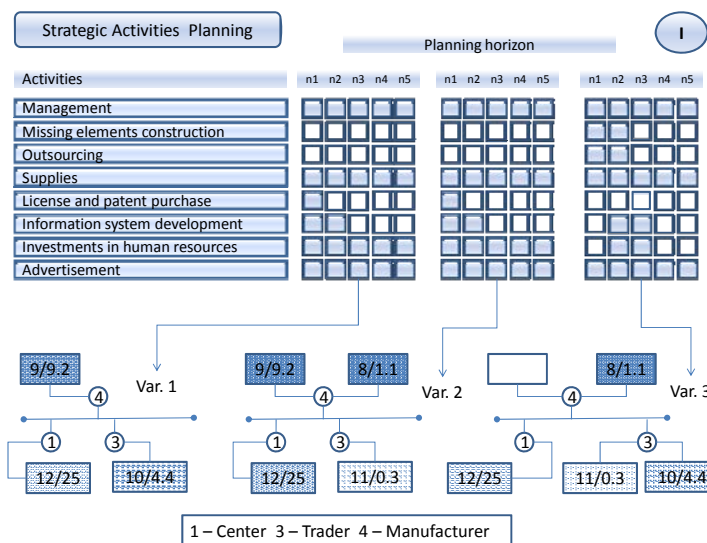 Strategic Activities Planning
Planning horizon
I
Activities n1 n2 n3 n4 n5 n1 n2 n3 n4 n5 n1 n2 n3 n4 n5
Management
Missing elements construction
Outsourcing
Supplies
License and patent purchase
Information system development
Investments in human resources
Advertisement
9/9.2 Var. 1 9/9.2 8/1.1 Var. 2 8/1.1 Var. 3
4 4 4
1 3 1 3 1 3
12/25 10/4.4 12/25 11/0.3 12/25 11/0.3 10/4.4
1 – Center 3 – Trader 4 – Manufacturer